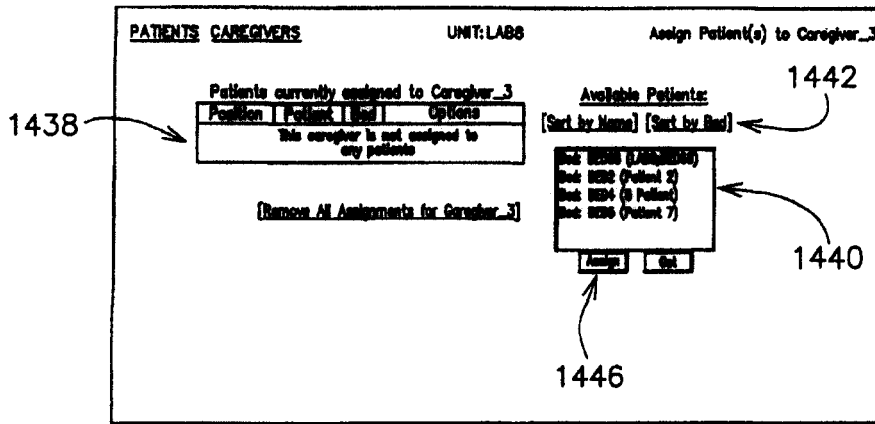 PATIENTS CAREGIVERS UNIT: LAB8 Assign Patient(s) to Caregiver_3
1442
Patients currently assigned to Caregiver_3 Available Patients:
1438 Position Patient Bed Options [Sort by Name] [Sort by Bed]
This caregiver is not assigned to
any patients
Bed:
Bed: BED2 (Patient 2)
Bed: BED4 (B Patient)
[Remove All Assignments for Caregiver_3] Bed: BED6 (Patient 7)
1440
Assign
1446